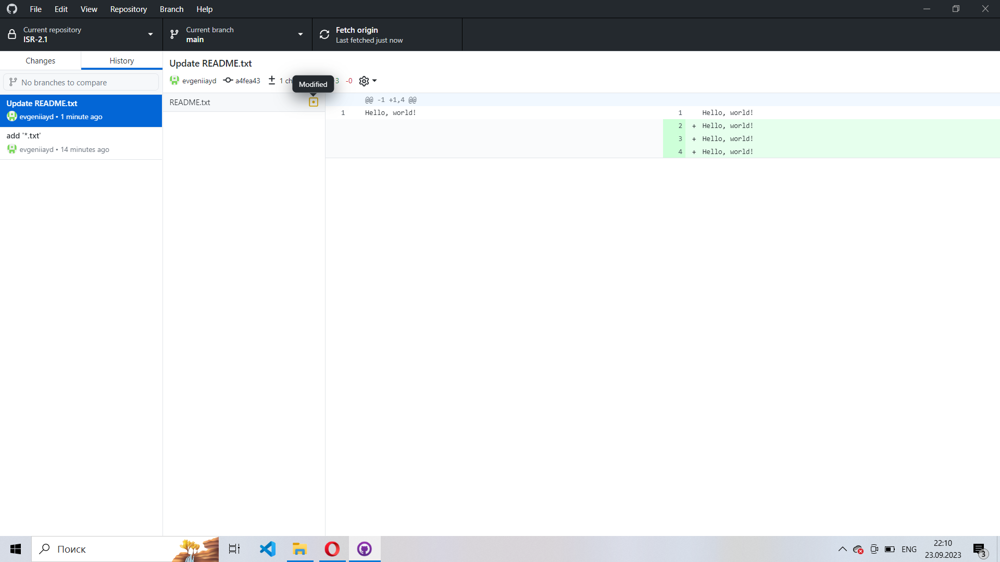 File Edit View Repository Branch Help
Current repository
ISR-2.1
Current branch
main
Fetch origin
Last fetched just now
Changes
History
No branches to compare
Update README.txt
evgeniiayd • 1 minute ago
add '*.txt'
evgeniiayd • 14 minutes ago
Update README.txt
evgeniiayd a4fea43 1 ch 3 -0
Modified
README.txt
@@ -1 +1,4 @@
1 Hello, world! 1 Hello, world!
2 + Hello, world!
3 + Hello, world!
4 + Hello, world!
Поиск
ENG
22:10
23.09.2023
3